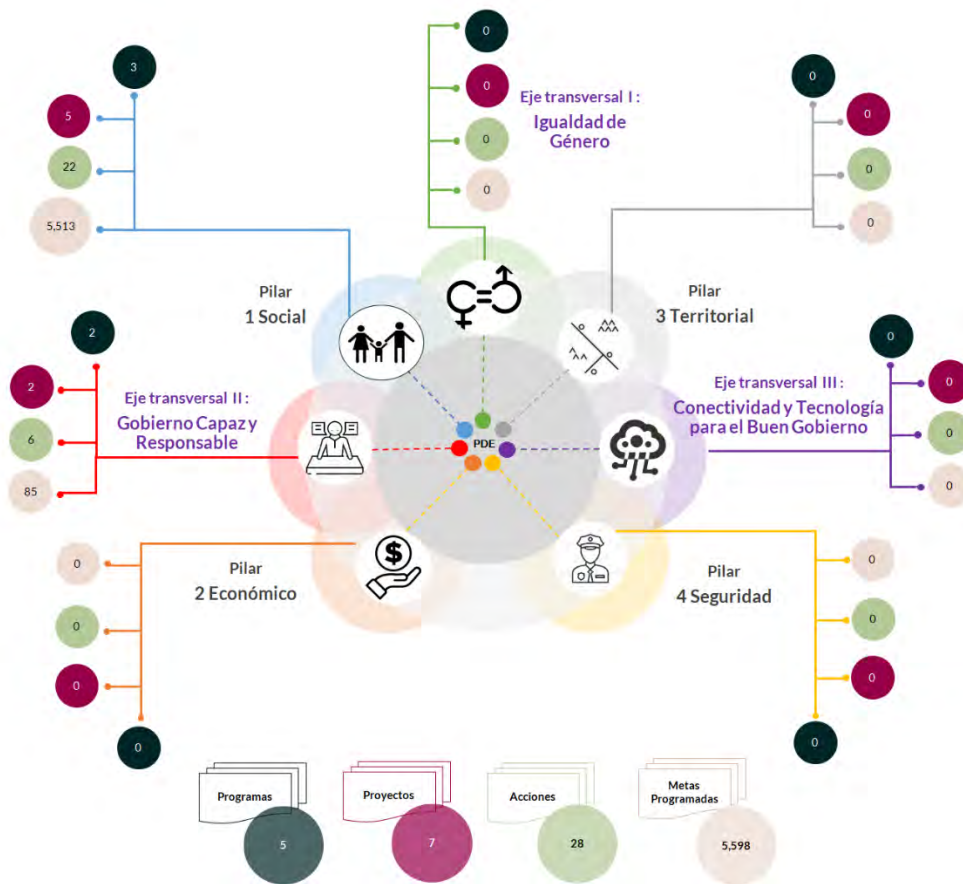 3
5
22
5,513
0
0
0
0
Eje transversal I :
Igualdad de
Género
0
0
0
0
Pilar
1 Social
Pilar
3 Territorial
2
2
6
85
Eje transversal II :
Gobierno Capaz y
Responsable
PDE
Eje transversal III :
Conectividad y Tecnología
para el Buen Gobierno
0
0
0
0
0
0
0
0
Pilar
2 Económico
$
Pilar
4 Seguridad
0
0
0
0
Programas
5
Proyectos
7
Acciones
28
Metas
Programadas
5,598